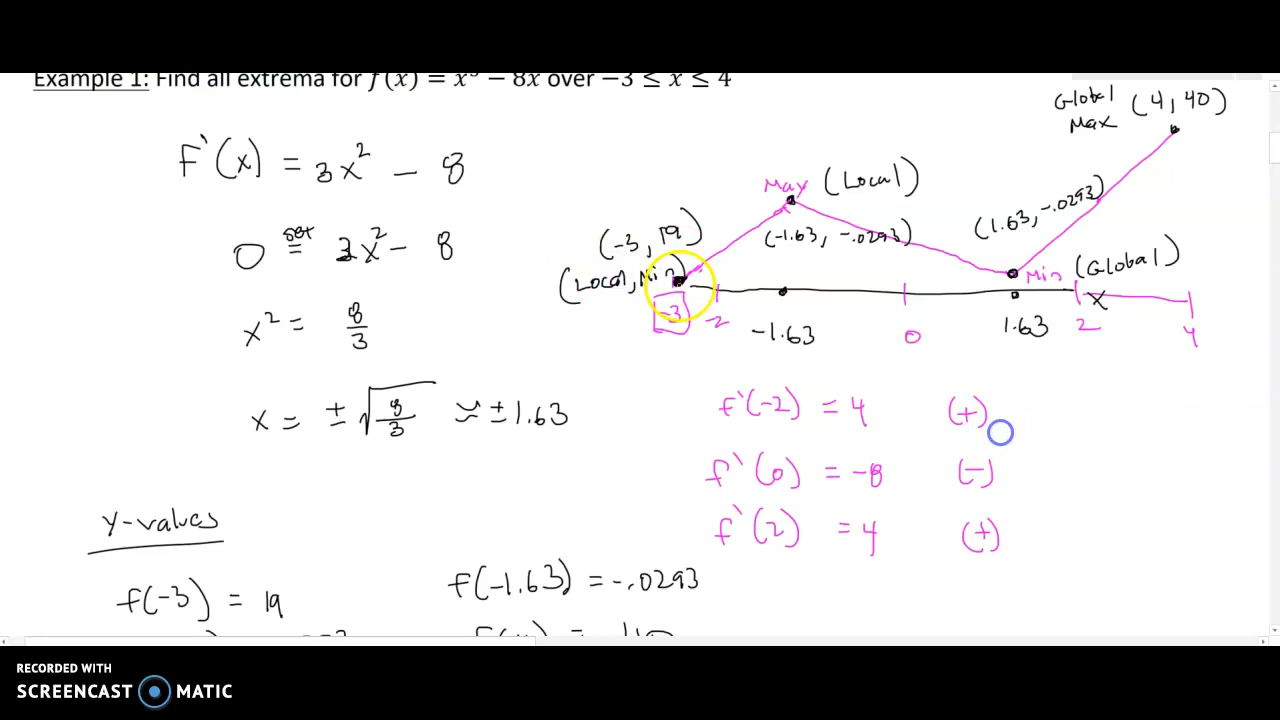 Example 1: Find all extrema for f(x) = x³ − 8x over −3 ≤ x ≤ 4
F`(x) = 3x² − 8
0 set = 3x² − 8
x² = 8/3
x = ± √(8/3) ≈ ±1.63
Global Max (4, 40)
Max (Local)
(-3, 19)
(-1.63, -.0293)
(1.63, -.0293)
(Local, Min)
Min (Global)
-3 -2 -1.63 0 1.63 2 4
x
f`(-2) = 4 (+)
f`(0) = -8 (-)
f`(2) = 4 (+)
y-values
f(-3) = 19
f(-1.63) = -.0293
RECORDED WITH
SCREENCAST MATIC